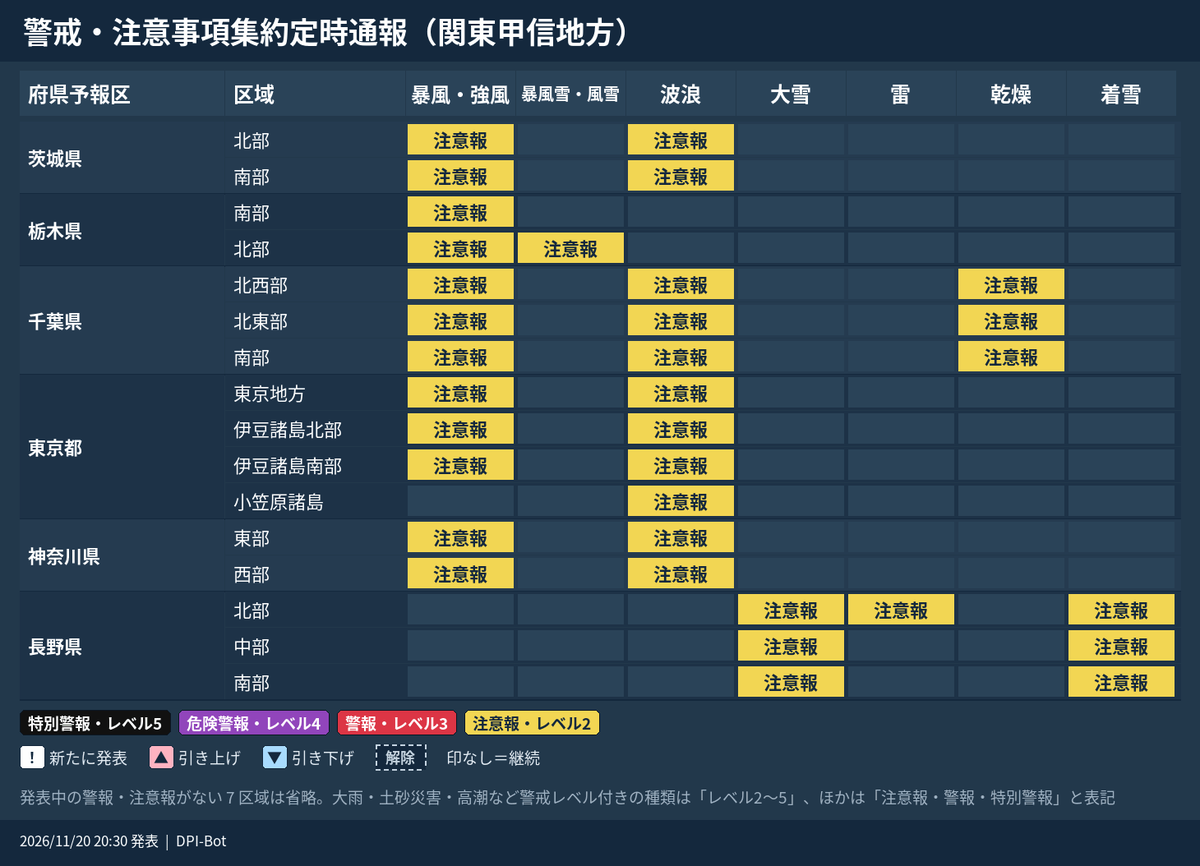 警戒・注意事項集約定時通報（関東甲信地方）
府県予報区 区域 暴風・強風 暴風雪・風雪 波浪 大雪 雷 乾燥 着雪
茨城県
北部 注意報 注意報
南部 注意報 注意報
栃木県
南部 注意報
北部 注意報 注意報
千葉県
北西部 注意報 注意報 注意報
北東部 注意報 注意報 注意報
南部 注意報 注意報 注意報
東京都
東京地方 注意報 注意報
伊豆諸島北部 注意報 注意報
伊豆諸島南部 注意報 注意報
小笠原諸島 注意報
神奈川県
東部 注意報 注意報
西部 注意報 注意報
長野県
北部 注意報 注意報 注意報
中部 注意報 注意報
南部 注意報 注意報
特別警報・レベル5 危険警報・レベル4 警報・レベル3 注意報・レベル2
! 新たに発表 ▲ 引き上げ ▼ 引き下げ 解除 印なし＝継続
発表中の警報・注意報がない７区域は省略。大雨・土砂災害・高潮など警戒レベル付きの種類は「レベル2〜5」、ほかは「注意報・警報・特別警報」と表記
2026/11/20 20:30 発表｜DPI-Bot